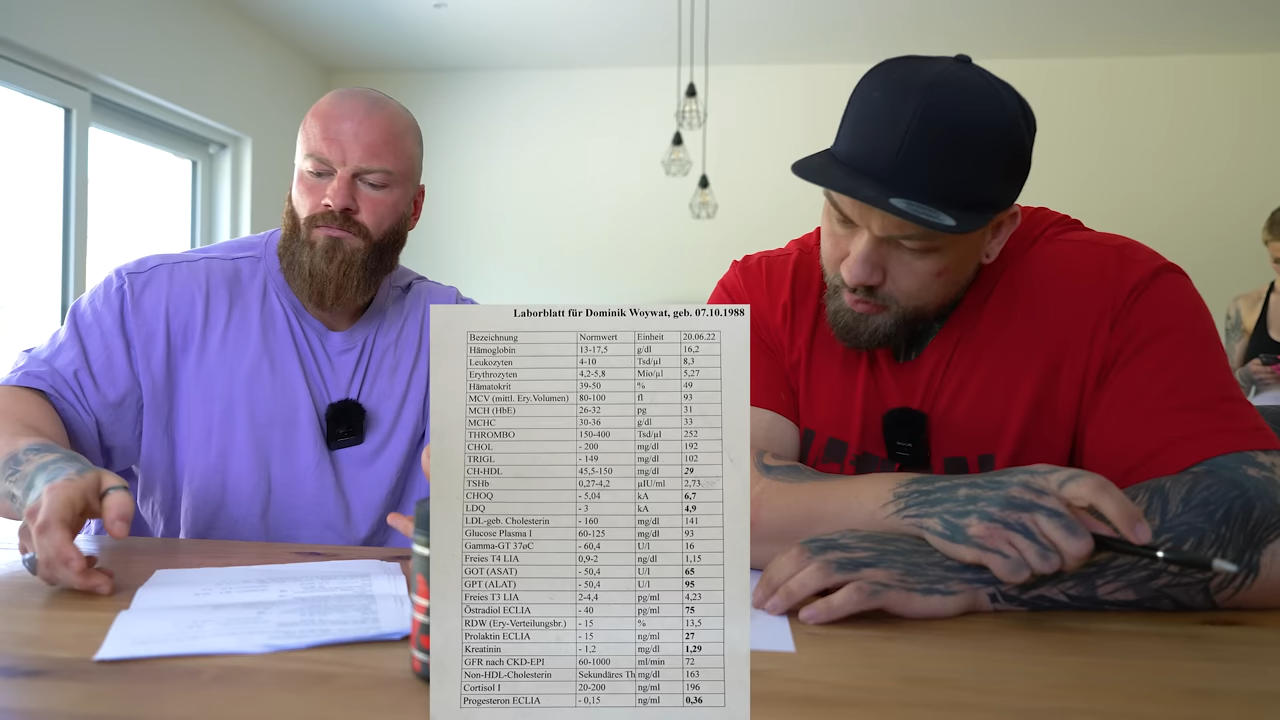 Laborblatt für Dominik Woywat, geb. 07.10.1988
Bezeichnung Normwert Einheit 20.06.22
Hämoglobin 13-17,5 g/dl 16,2
Leukozyten 4-10 Tsd/µl 8,3
Erythrozyten 4,2-5,8 Mio/µl 5,27
Hämatokrit 39-50 % 49
MCV (mittl. Ery.Volumen) 80-100 fl 93
MCH (HbE) 26-32 pg 31
MCHC 30-36 g/dl 33
THROMBO 150-400 Tsd/µl 252
CHOL - 200 mg/dl 192
TRIGL - 149 mg/dl 102
CH-HDL 45,5-150 mg/dl 29
TSHb 0,27-4,2 µIU/ml 2,73
CHOQ - 5,04 kA 6,7
LDQ - 3 kA 4,9
LDL-geb. Cholesterin - 160 mg/dl 141
Glucose Plasma I 60-125 mg/dl 93
Gamma-GT 37oC - 60,4 U/l 16
Freies T4 LIA 0,9-2 ng/dl 1,15
GOT (ASAT) - 50,4 U/l 65
GPT (ALAT) - 50,4 U/l 95
Freies T3 LIA 2-4,4 pg/ml 4,23
Östradiol ECLIA - 40 pg/ml 75
RDW (Ery-Verteilungsbr.) - 15 % 13,5
Prolaktin ECLIA - 15 ng/ml 27
Kreatinin - 1,2 mg/dl 1,29
GFR nach CKD-EPI 60-1000 ml/min 72
Non-HDL-Cholesterin Sekundäres Th mg/dl 163
Cortisol I 20-200 ng/ml 196
Progesteron ECLIA - 0,15 ng/ml 0,36